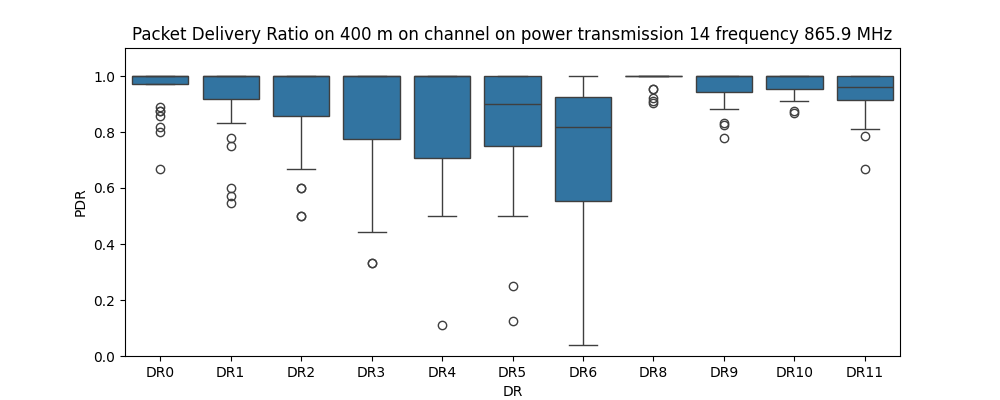 Packet Delivery Ratio on 400 m on channel on power transmission 14 frequency 865.9 MHz
1.0
0.8
0.6
0.4
0.2
0.0
PDR
DR0 DR1 DR2 DR3 DR4 DR5 DR6 DR8 DR9 DR10 DR11
DR